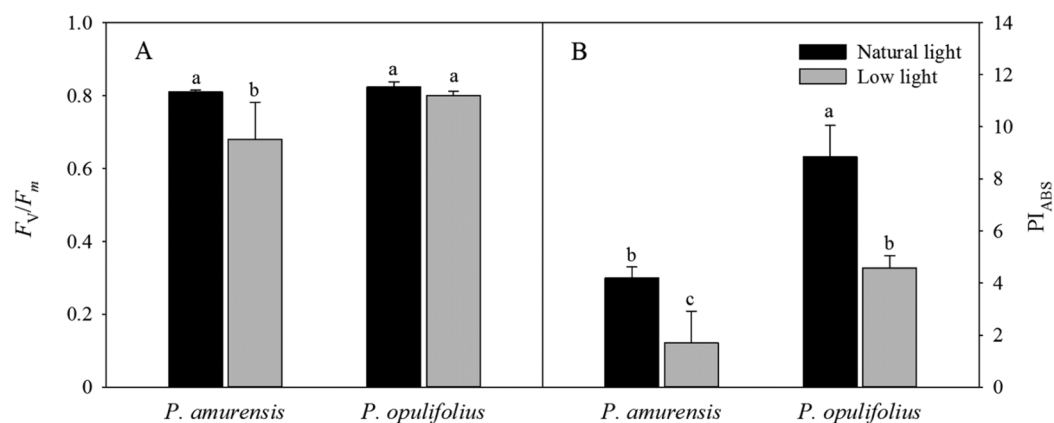 A
B
Natural light
Low light
a
b
a
a
b
c
a
b
1.0
0.8
0.6
0.4
0.2
0
14
12
10
8
6
4
2
0
Fv/Fm
PIABS
P. amurensis
P. opulifolius
P. amurensis
P. opulifolius